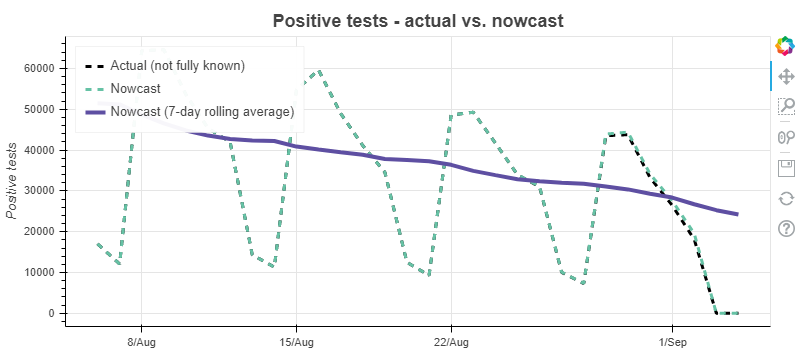 Positive tests - actual vs. nowcast
Actual (not fully known)
Nowcast
Nowcast (7-day rolling average)
Positive tests
60000
50000
40000
30000
20000
10000
0
8/Aug
15/Aug
22/Aug
1/Sep